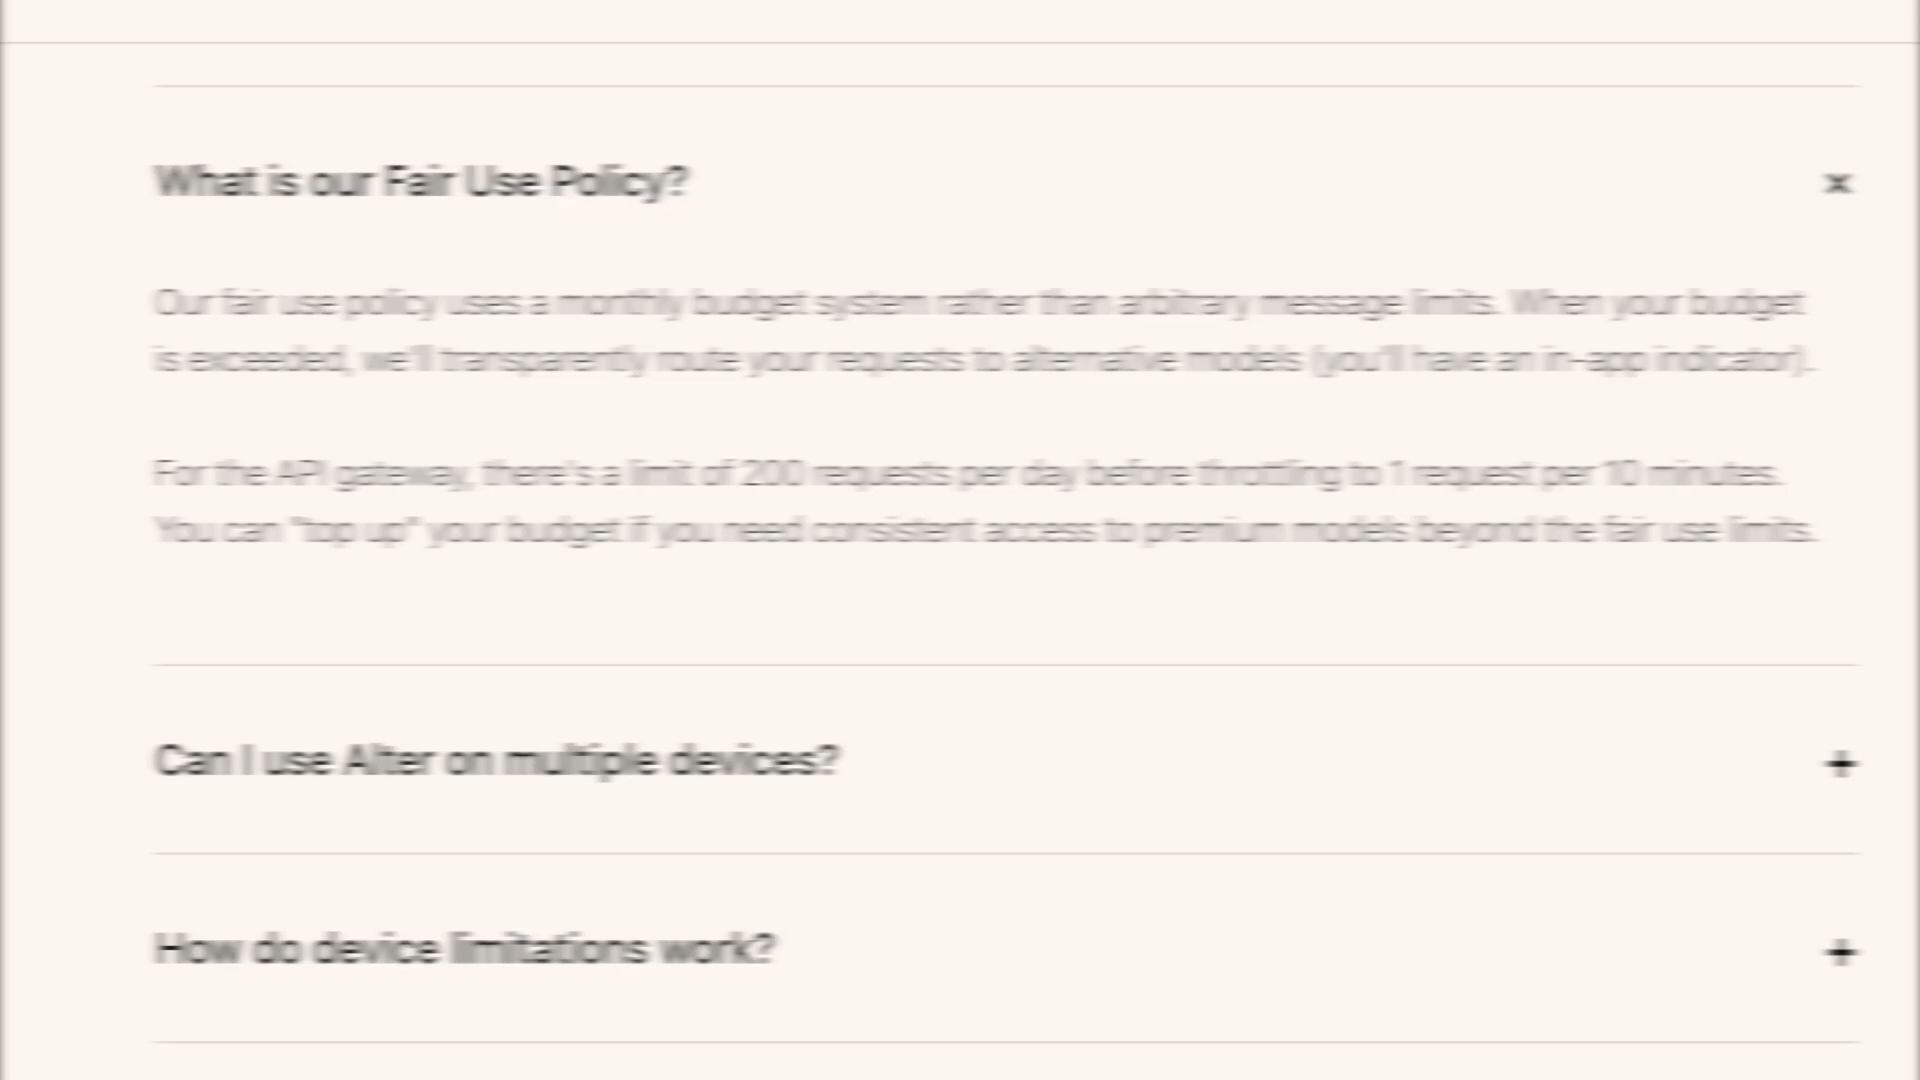 What is our Fair Use Policy?
Our fair use policy uses a monthly budget system rather than arbitrary message limits. When your budget
is exceeded, we'll transparently route your requests to alternative models (you'll have an in-app indicator).
For the API gateway, there's a limit of 200 requests per day before throttling to 1 request per 10 minutes.
You can "top up" your budget if you need consistent access to premium models beyond the fair use limits.
Can I use Alter on multiple devices?
How do device limitations work?